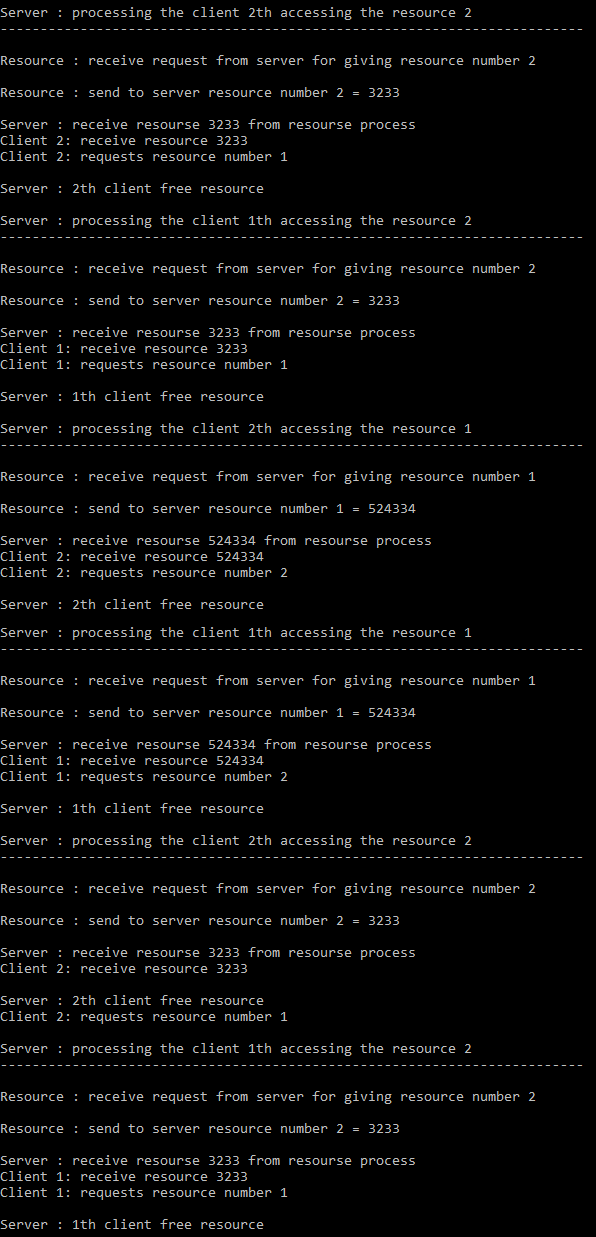 Server : processing the client 2th accessing the resource 2
-------------------------------------------------------------------------
Resource : receive request from server for giving resource number 2
Resource : send to server resource number 2 = 3233
Server : receive resourse 3233 from resourse process
Client 2: receive resource 3233
Client 2: requests resource number 1
Server : 2th client free resource
Server : processing the client 1th accessing the resource 2
-------------------------------------------------------------------------
Resource : receive request from server for giving resource number 2
Resource : send to server resource number 2 = 3233
Server : receive resourse 3233 from resourse process
Client 1: receive resource 3233
Client 1: requests resource number 1
Server : 1th client free resource
Server : processing the client 2th accessing the resource 1
-------------------------------------------------------------------------
Resource : receive request from server for giving resource number 1
Resource : send to server resource number 1 = 524334
Server : receive resourse 524334 from resourse process
Client 2: receive resource 524334
Client 2: requests resource number 2
Server : 2th client free resource
Server : processing the client 1th accessing the resource 1
-------------------------------------------------------------------------
Resource : receive request from server for giving resource number 1
Resource : send to server resource number 1 = 524334
Server : receive resourse 524334 from resourse process
Client 1: receive resource 524334
Client 1: requests resource number 2
Server : 1th client free resource
Server : processing the client 2th accessing the resource 2
-------------------------------------------------------------------------
Resource : receive request from server for giving resource number 2
Resource : send to server resource number 2 = 3233
Server : receive resourse 3233 from resourse process
Client 2: receive resource 3233
Server : 2th client free resource
Client 2: requests resource number 1
Server : processing the client 1th accessing the resource 2
-------------------------------------------------------------------------
Resource : receive request from server for giving resource number 2
Resource : send to server resource number 2 = 3233
Server : receive resourse 3233 from resourse process
Client 1: receive resource 3233
Client 1: requests resource number 1
Server : 1th client free resource